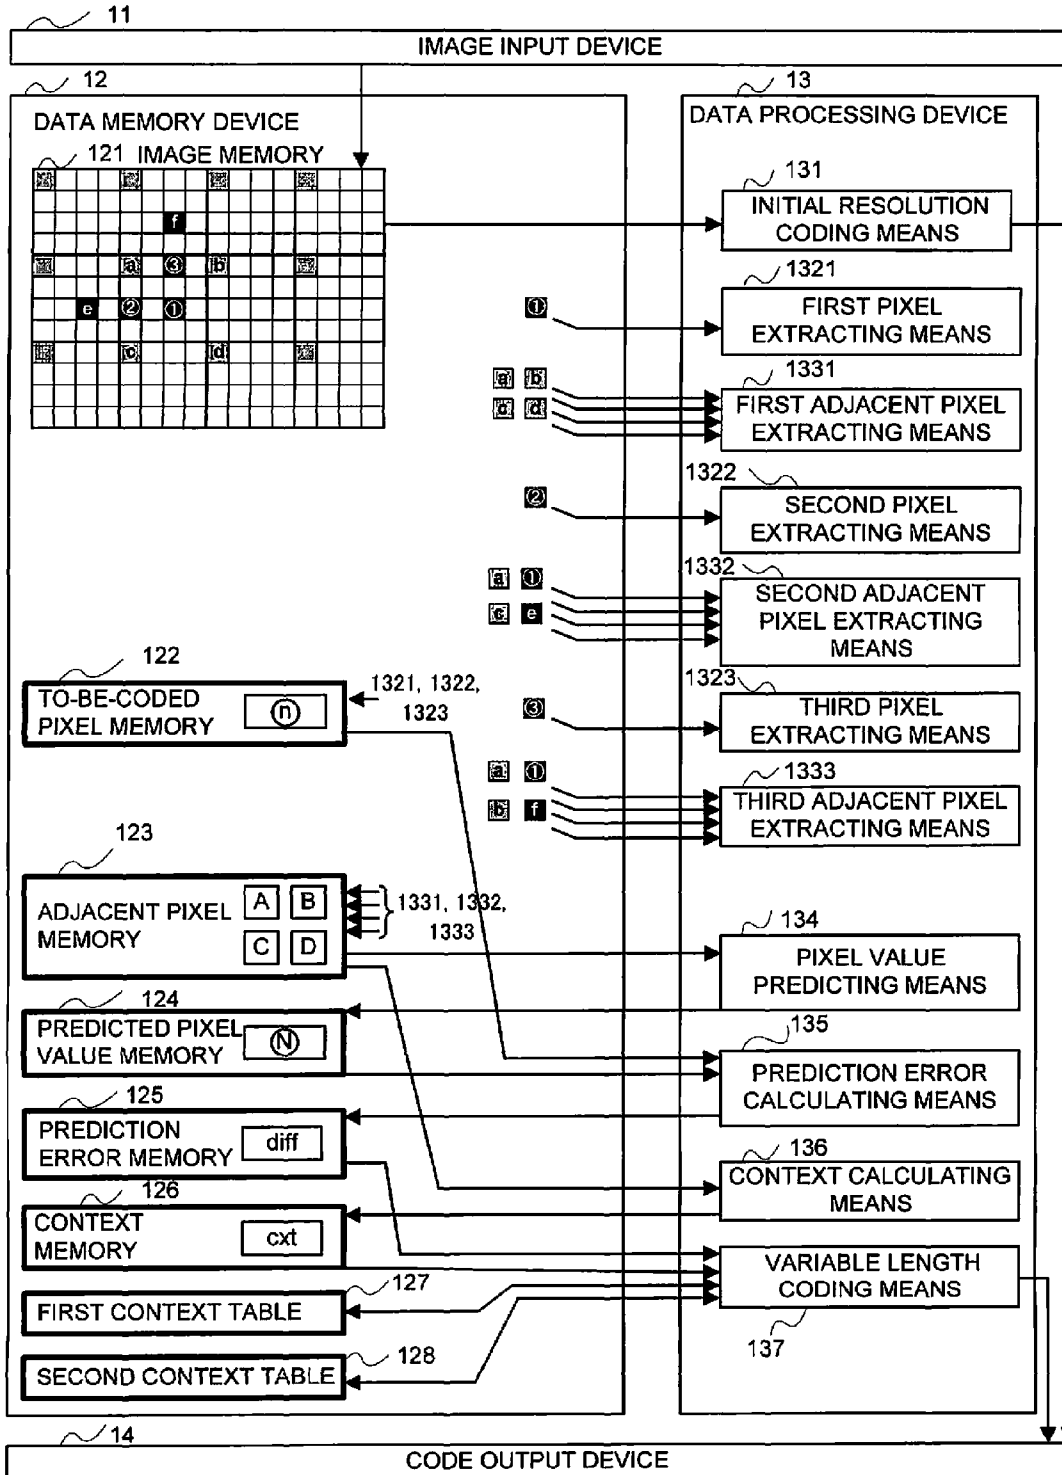 11
IMAGE INPUT DEVICE
12
DATA MEMORY DEVICE
121 IMAGE MEMORY
f
a ③ b
e ② ①
c d
13
DATA PROCESSING DEVICE
131
INITIAL RESOLUTION
CODING MEANS
1321
①
FIRST PIXEL
EXTRACTING MEANS
1331
a b
c d
FIRST ADJACENT PIXEL
EXTRACTING MEANS
1322
②
SECOND PIXEL
EXTRACTING MEANS
1332
a ①
c e
SECOND ADJACENT
PIXEL EXTRACTING
MEANS
1323
③
THIRD PIXEL
EXTRACTING MEANS
1333
a ①
b f
THIRD ADJACENT PIXEL
EXTRACTING MEANS
122
TO-BE-CODED
PIXEL MEMORY
ⓝ
1321, 1322,
1323
123
ADJACENT PIXEL
MEMORY
A B
C D
1331, 1332,
1333
134
PIXEL VALUE
PREDICTING MEANS
124
PREDICTED PIXEL
VALUE MEMORY
Ⓝ
135
PREDICTION ERROR
CALCULATING MEANS
125
PREDICTION
ERROR MEMORY
diff
136
CONTEXT CALCULATING
MEANS
126
CONTEXT
MEMORY
cxt
VARIABLE LENGTH
CODING MEANS
137
127
FIRST CONTEXT TABLE
128
SECOND CONTEXT TABLE
14
CODE OUTPUT DEVICE